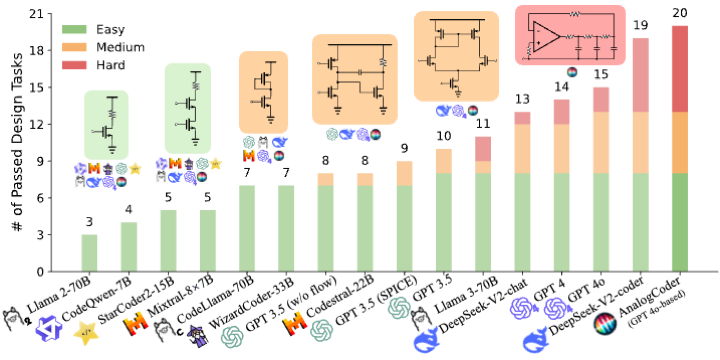 # of Passed Design Tasks
21
18
15
12
9
6
3
0
Easy
Medium
Hard
3
4
5
5
7
7
8
8
9
10
11
13
14
15
19
20
Llama 2-70B
CodeQwen-7B
StarCoder2-15B
Mixtral-8×7B
CodeLlama-70B
WizardCoder-33B
GPT 3.5 (w/o flow)
Codestral-22B
GPT 3.5 (SPICE)
GPT 3.5
Llama 3-70B
DeepSeek-V2-chat
GPT 4
GPT 4o
DeepSeek-V2-coder
AnalogCoder
(GPT 4o-based)